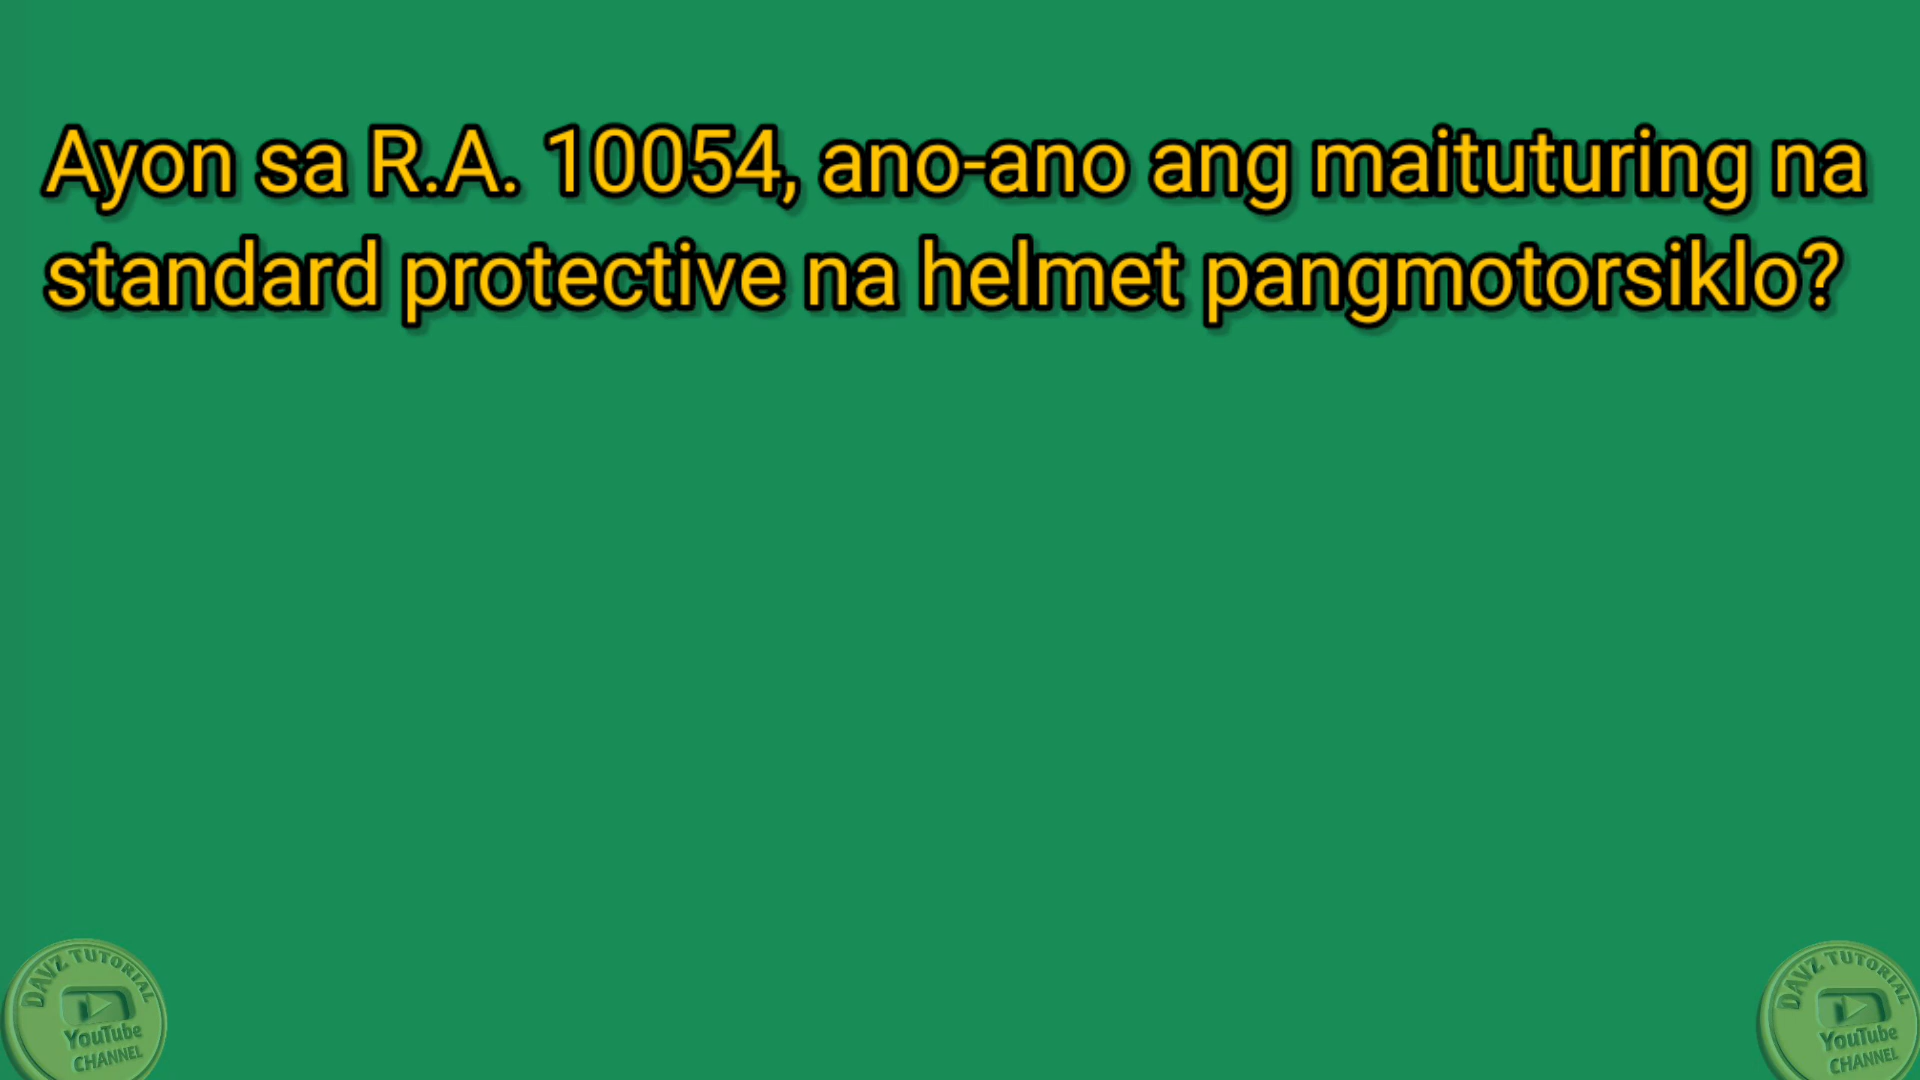 Ayon sa R.A. 10054, ano-ano ang maituturing na
standard protective na helmet pangmotorsiklo?
DAVZ TUTORIAL
YouTube
CHANNEL
DAVZ TUTORIAL
YouTube
CHANNEL